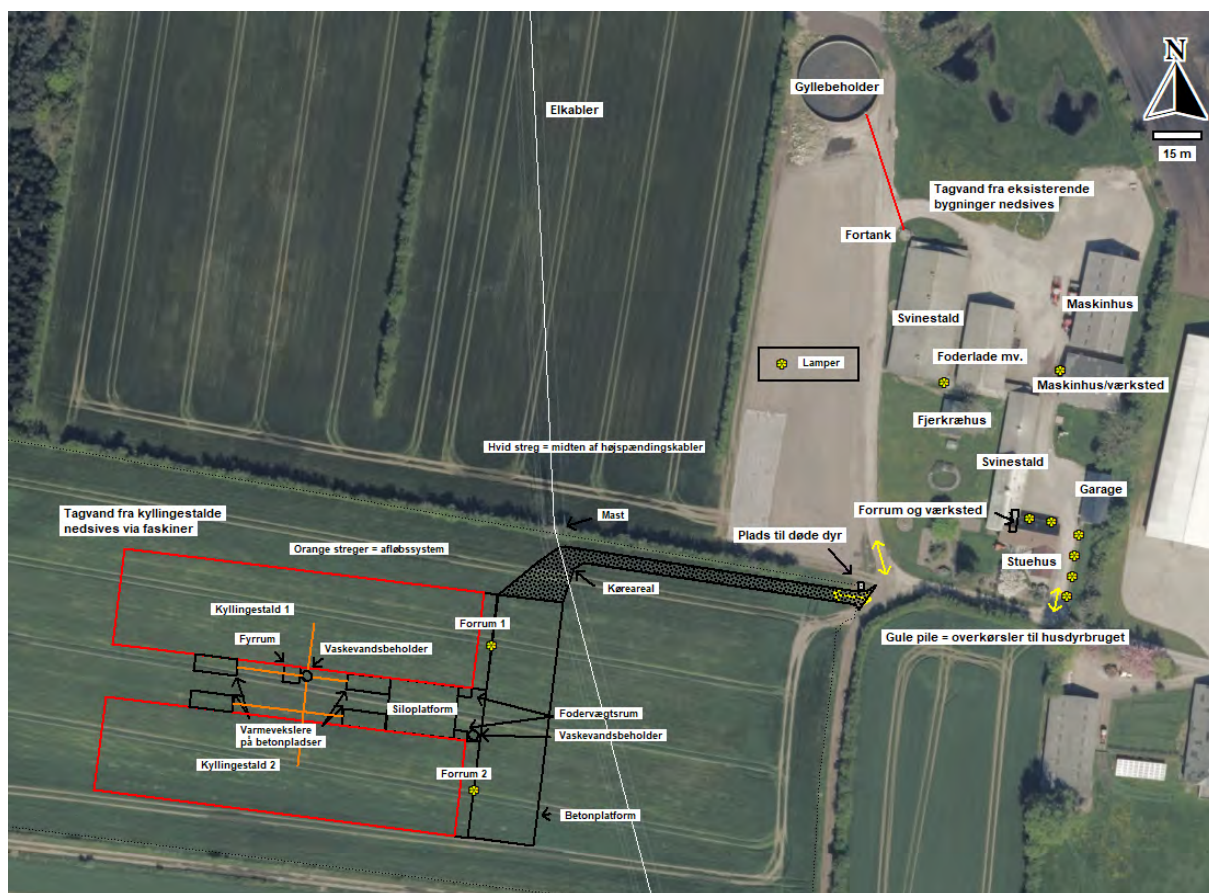 N
15 m
Gyllebeholder
Elkabler
Tagvand fra eksisterende
bygninger nedsives
Fortank
Maskinhus
Svinestald
Foderlade mv.
Lamper
Maskinhus/værksted
Fjerkræhus
Hvid streg = midten af højspændingskabler
Svinestald
Garage
Tagvand fra kyllingestalde
nedsives via faskiner
Mast
Forrum og værksted
Plads til døde dyr
Orange streger = afløbssystem
Stuehus
Køreareal
Kyllingestald 1
Forrum 1
Gule pile = overkørsler til husdyrbruget
Fyrrum
Vaskevandsbeholder
Siloplatform
Fodervægtsrum
Varmevekslere
på betonpladser
Vaskevandsbeholder
Kyllingestald 2
Forrum 2
Betonplatform